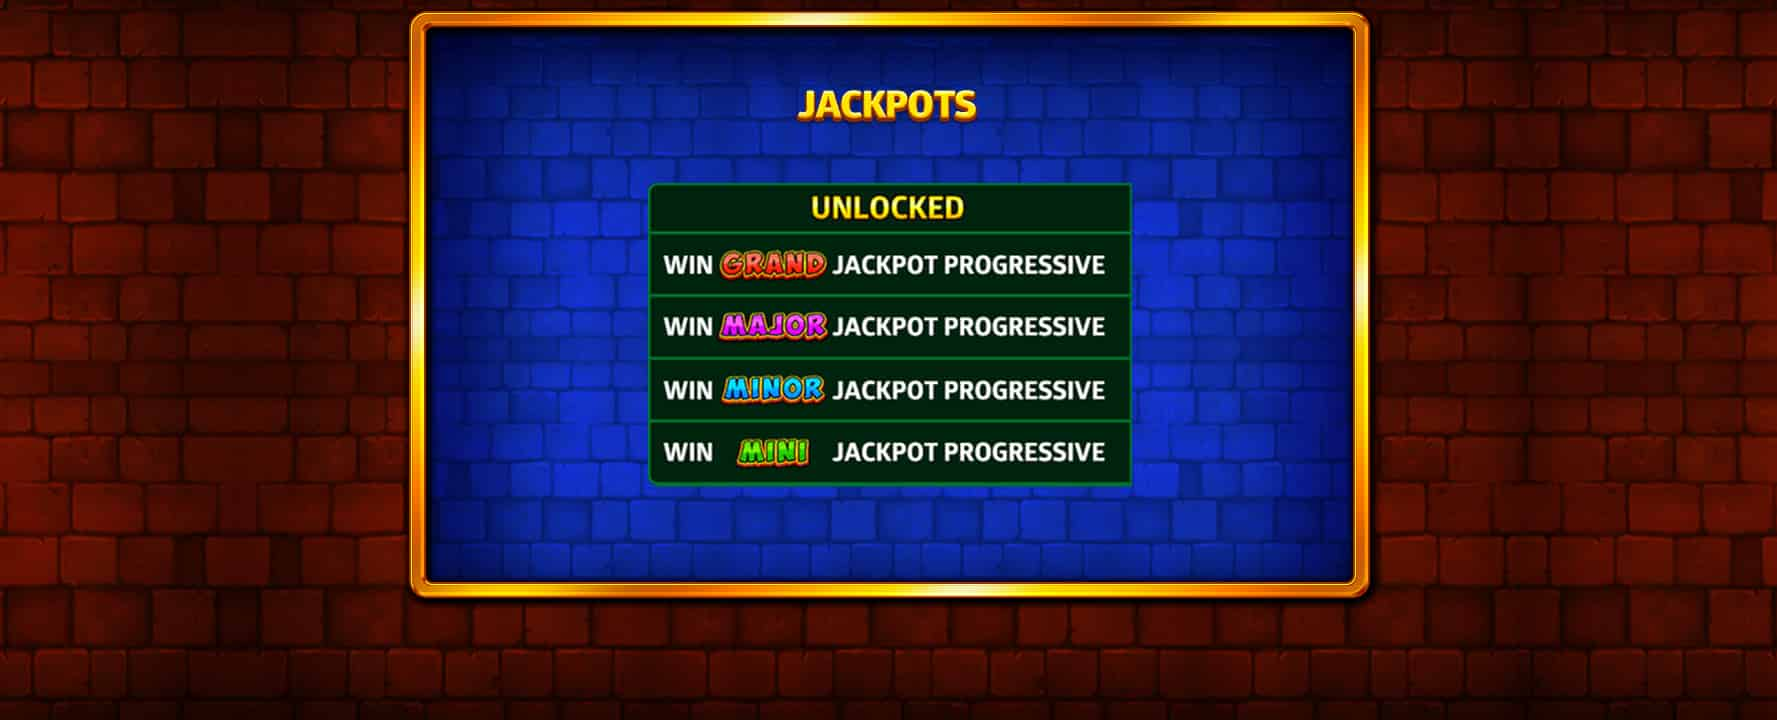 JACKPOTS
UNLOCKED
WIN GRAND JACKPOT PROGRESSIVE
WIN MAJOR JACKPOT PROGRESSIVE
WIN MINOR JACKPOT PROGRESSIVE
WIN MINI JACKPOT PROGRESSIVE